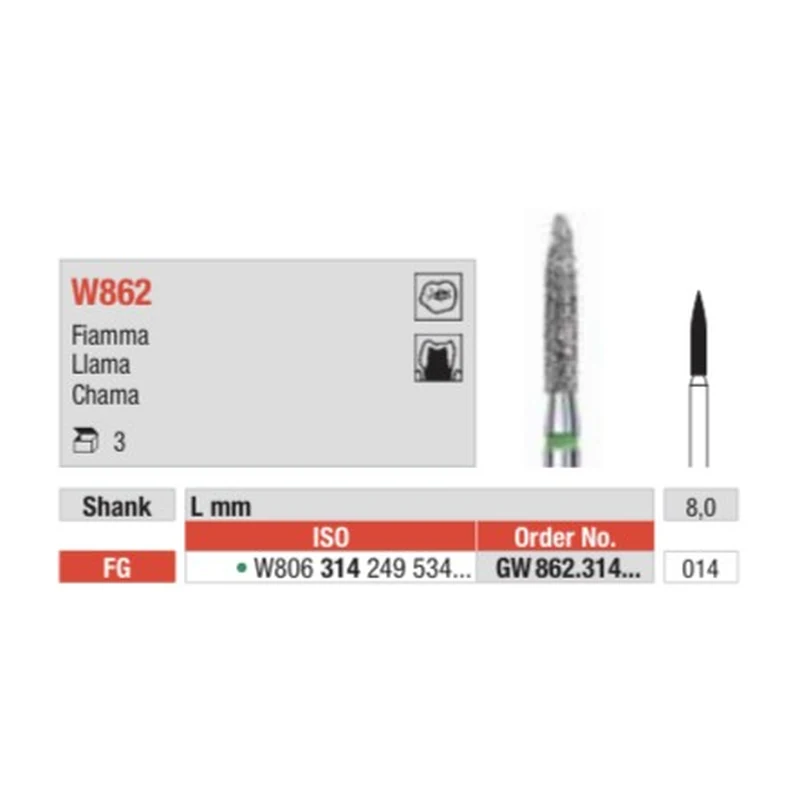 W862
Fiamma
Llama
Chama
3
Shank L mm 8,0
ISO Order No.
FG • W806 314 249 534... GW 862.314... 014